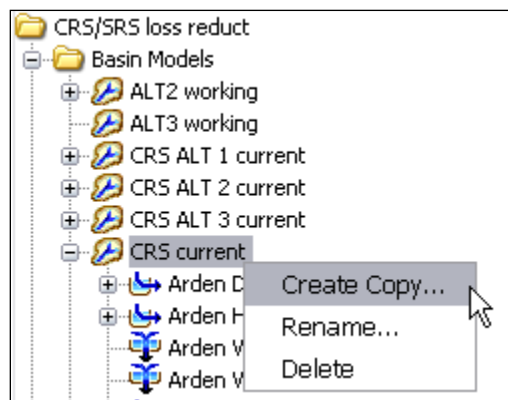 CRS/SRS loss reduct
Basin Models
ALT2 working
ALT3 working
CRS ALT 1 current
CRS ALT 2 current
CRS ALT 3 current
CRS current
Arden D
Create Copy...
Arden H
Rename...
Arden V
Delete
Arden V